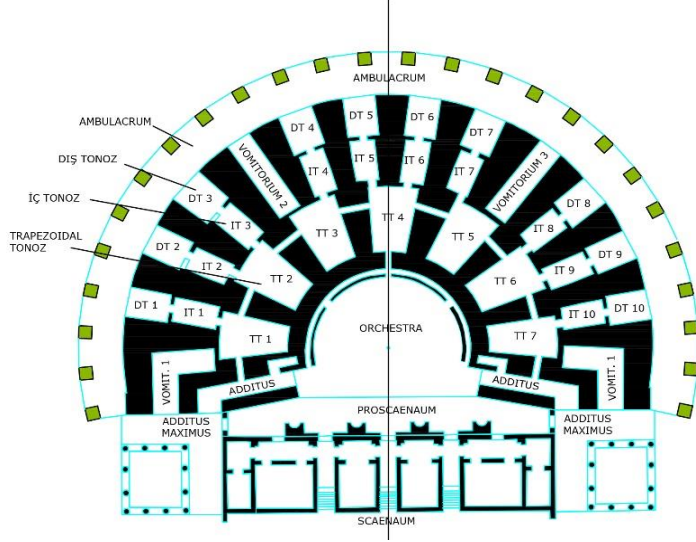 AMBULACRUM
AMBULACRUM
DIŞ TONOZ
İÇ TONOZ
TRAPEZOIDAL
TONOZ
DT 1
DT 2
DT 3
DT 4
DT 5
DT 6
DT 7
DT 8
DT 9
DT 10
VOMITORIUM 2
VOMITORIUM 3
IT 1
IT 2
IT 3
IT 4
IT 5
IT 6
IT 7
IT 8
IT 9
IT 10
TT 1
TT 2
TT 3
TT 4
TT 5
TT 6
TT 7
ORCHESTRA
VOMIT. 1
VOMIT. 1
ADDITUS
ADDITUS
PROSCAENAUM
ADDITUS
MAXIMUS
ADDITUS
MAXIMUS
SCAENAUM